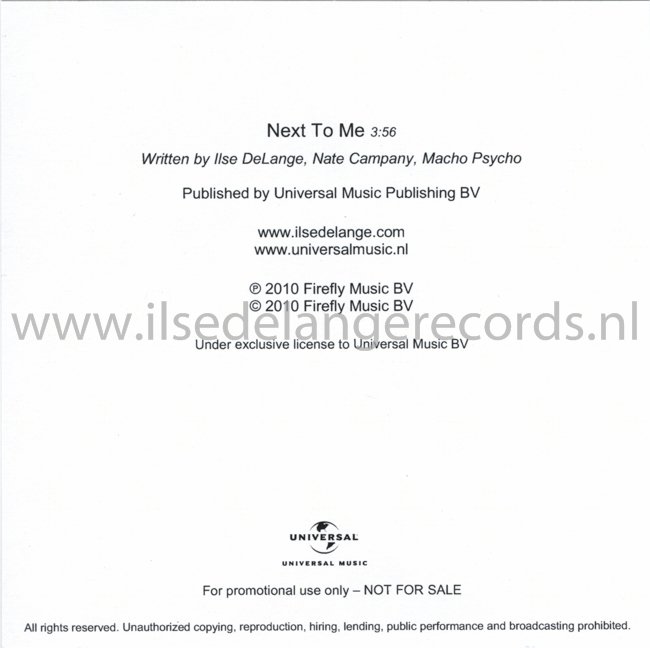 Next To Me 3:56
Written by Ilse DeLange, Nate Campany, Macho Psycho
Published by Universal Music Publishing BV
www.ilsedelange.com
www.universalmusic.nl
℗ 2010 Firefly Music BV
© 2010 Firefly Music BV
www.ilsedelangerecords.nl
Under exclusive license to Universal Music BV
UNIVERSAL
UNIVERSAL MUSIC
For promotional use only – NOT FOR SALE
All rights reserved. Unauthorized copying, reproduction, hiring, lending, public performance and broadcasting prohibited.